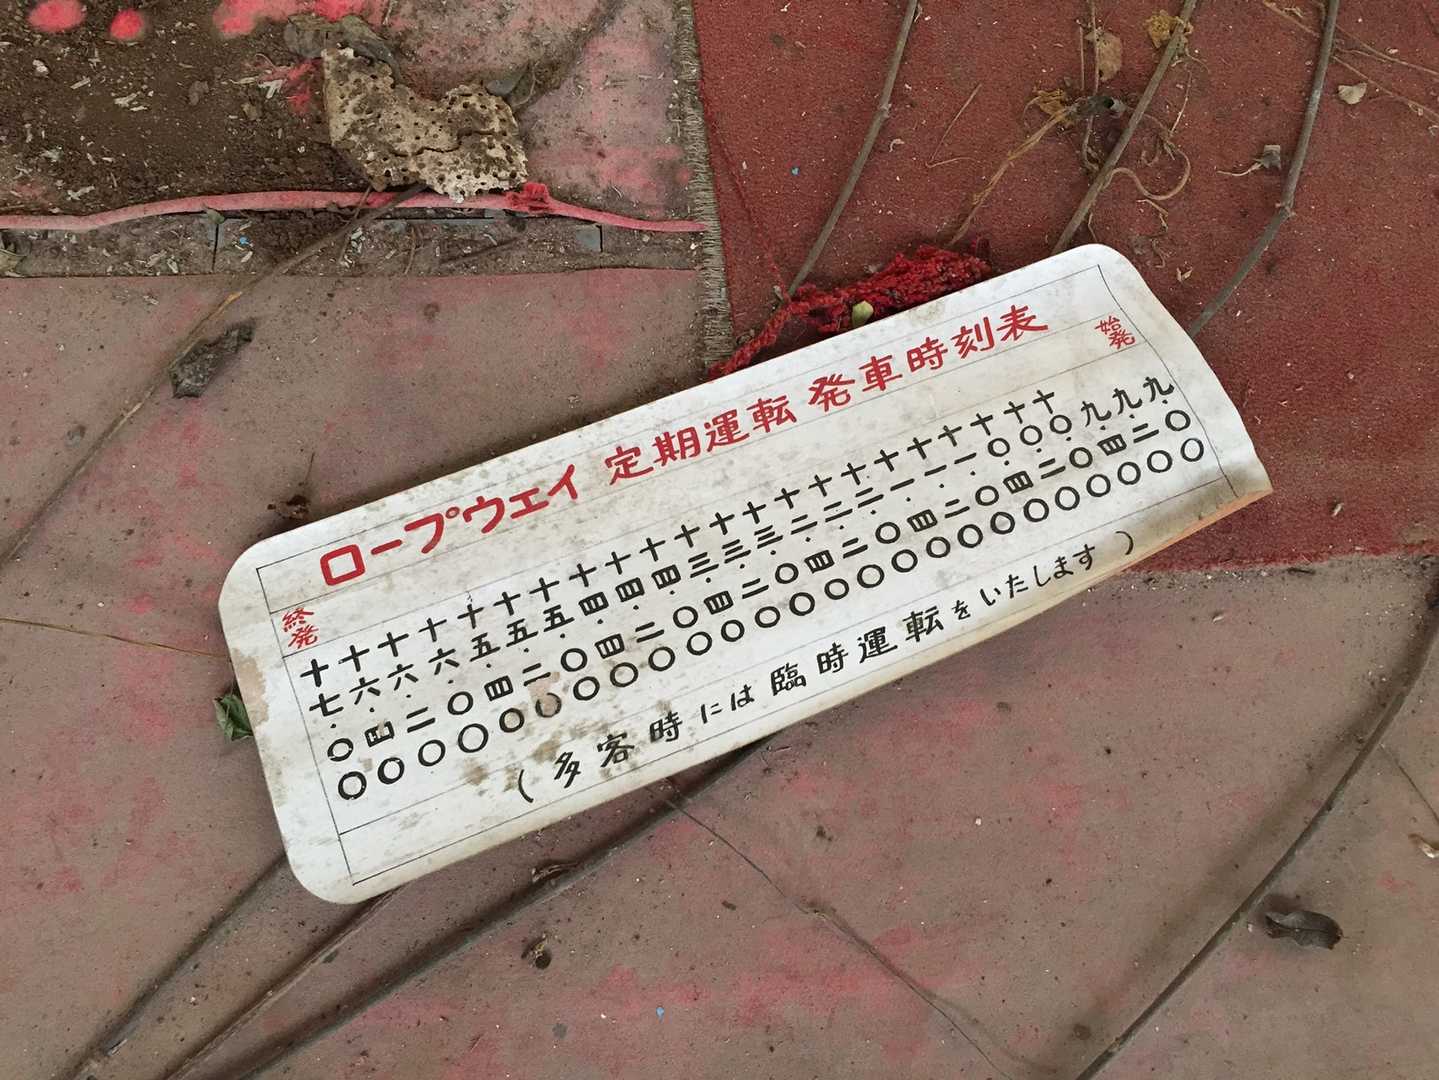 ロープウェイ 定期運転 発車時刻表
始発
九・〇〇
九・二〇
九・四〇
十〇・〇〇
十〇・二〇
十〇・四〇
十一・〇〇
十一・二〇
十一・四〇
十二・〇〇
十二・二〇
十二・四〇
十三・〇〇
十三・二〇
十三・四〇
十四・〇〇
十四・二〇
十四・四〇
十五・〇〇
十五・二〇
十五・四〇
十六・〇〇
十六・二〇
十六・四〇
十七・〇〇
終発
(多客時には臨時運転をいたします)